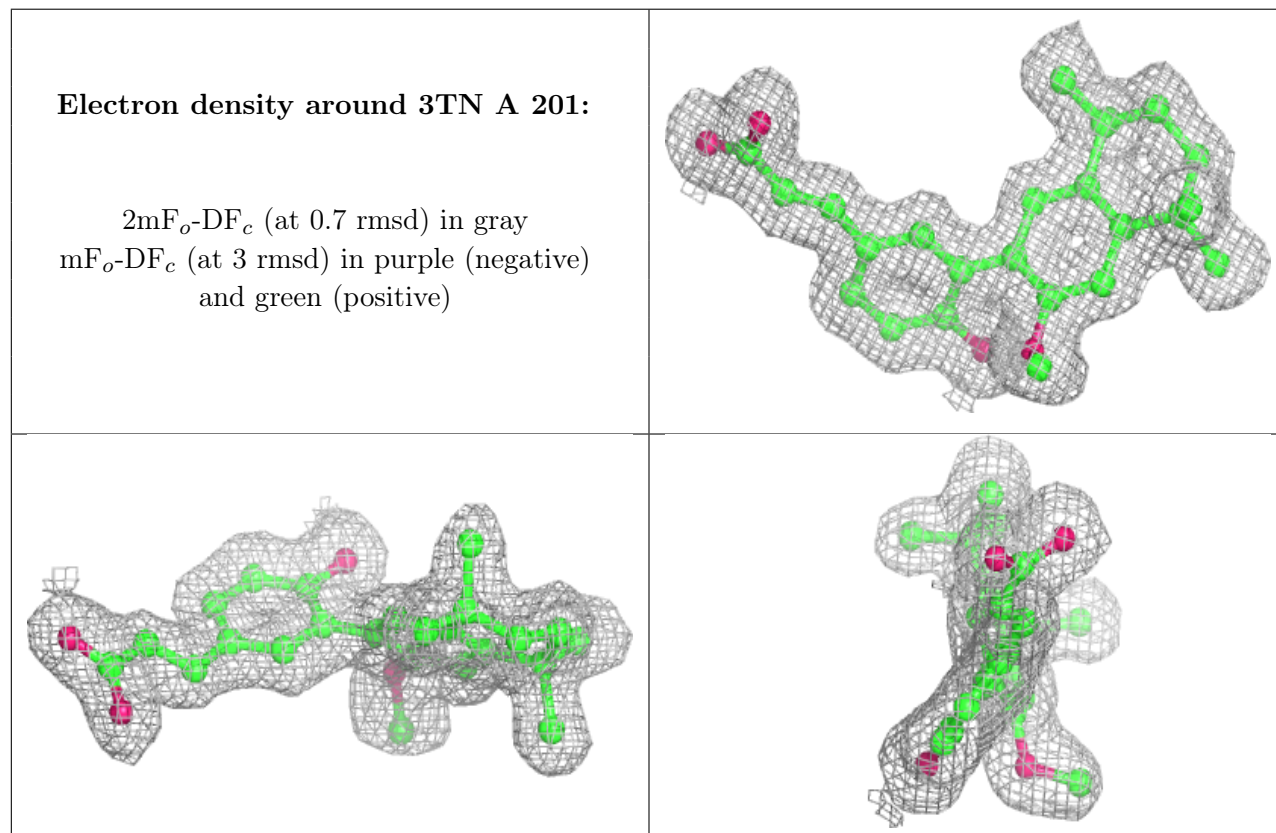 Electron density around 3TN A 201:
2mFo-DFc (at 0.7 rmsd) in gray
mFo-DFc (at 3 rmsd) in purple (negative)
and green (positive)